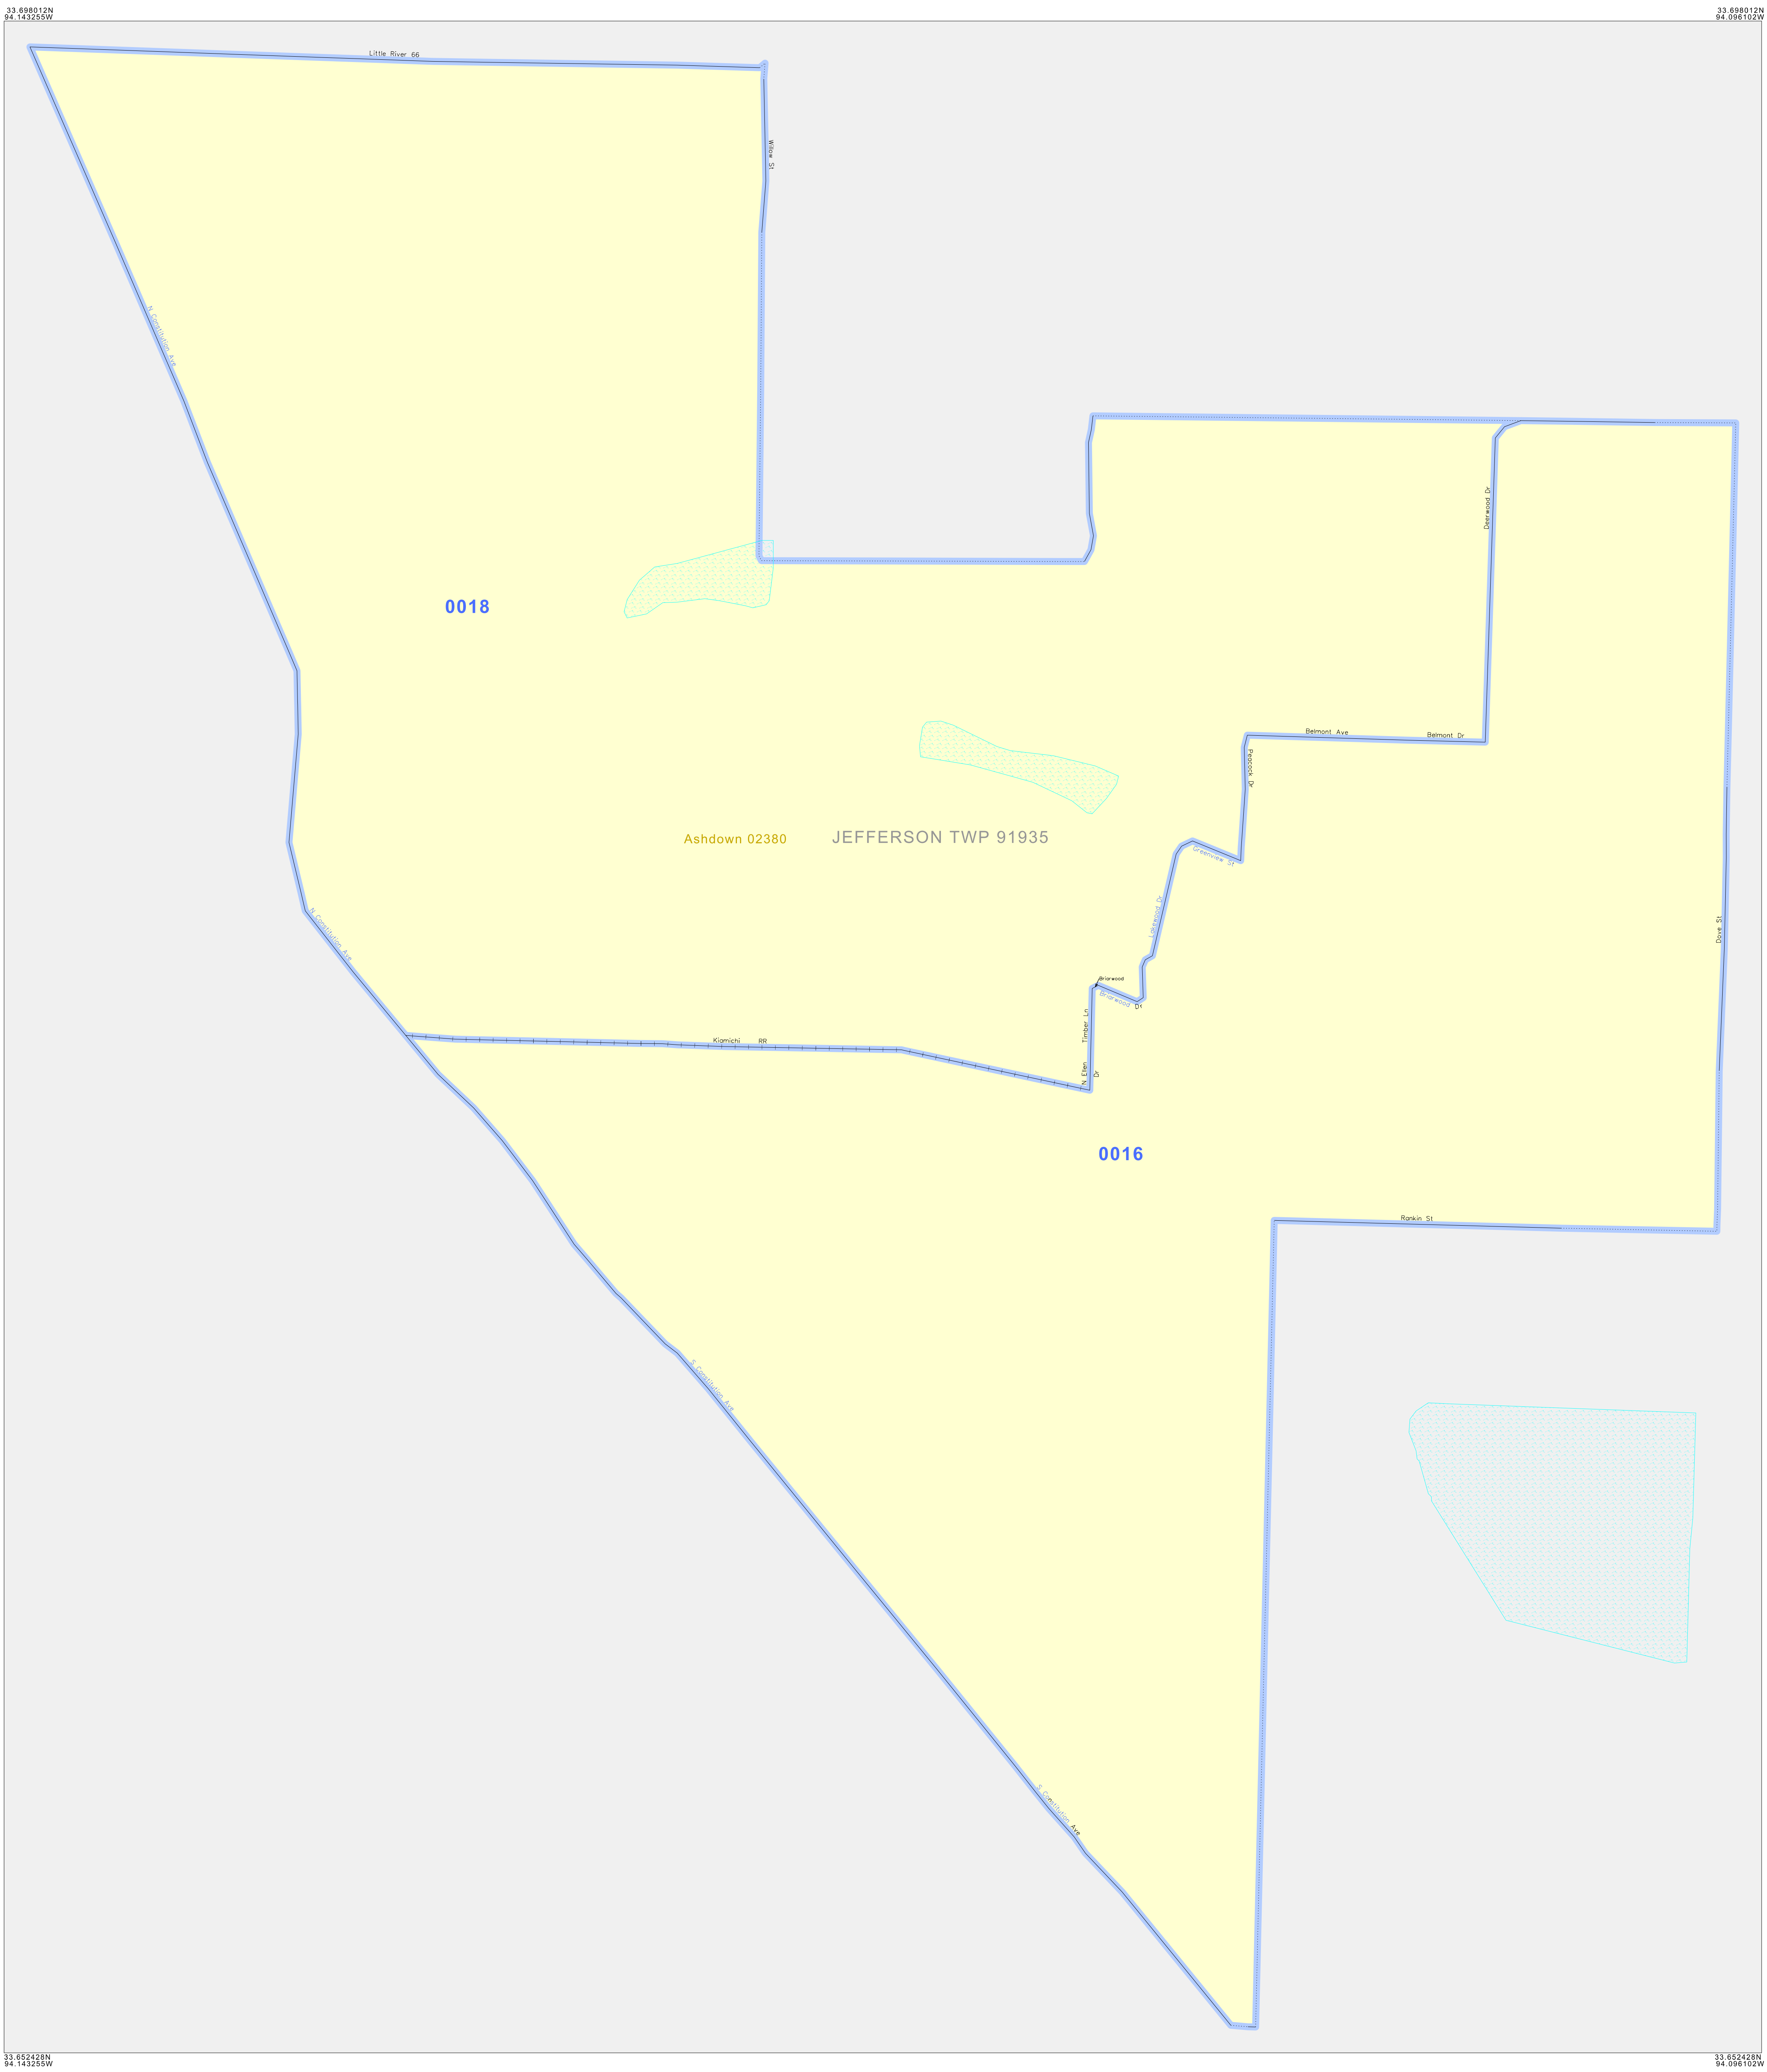 33.698012N
94.143255W
33.698012N
94.096102W
Little River 66
Willow St
N Constitution Ave
Deerwood Dr
0018
Belmont Ave
Belmont Dr
Peacock Dr
Ashdown 02380
JEFFERSON TWP 91935
Greenview St
Lakewood Dr
Dove St
N Constitution Ave
Briarwood
Briarwood Dr
Timber Ln
Kiamichi RR
N Ellen Dr
0016
Rankin St
S Constitution Ave
S Constitution Ave
33.652428N
94.143255W
33.652428N
94.096102W